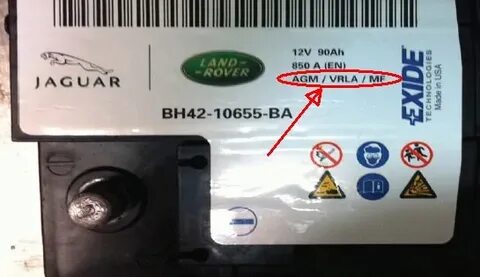 JAGUAR
LAND-
ROVER
12V 90Ah
850 A (EN)
AGM / VRLA / MF
BH42-10655-BA
EXIDE
TECHNOLOGIES
Made in USA